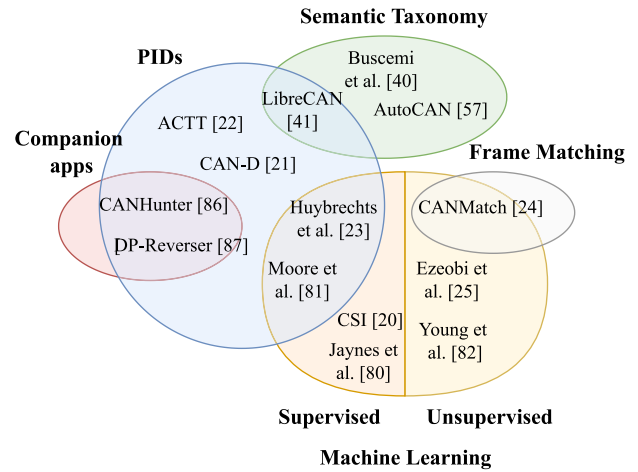 Semantic Taxonomy
PIDs
Buscemi
et al. [40]
LibreCAN
[41]
AutoCAN [57]
ACTT [22]
Companion
apps
CAN-D [21]
Frame Matching
CANHunter [86]
DP-Reverser [87]
Huybrechts
et al. [23]
CANMatch [24]
Moore et
al. [81]
Ezeobi et
al. [25]
CSI [20]
Jaynes et
al. [80]
Young et
al. [82]
Supervised
Unsupervised
Machine Learning